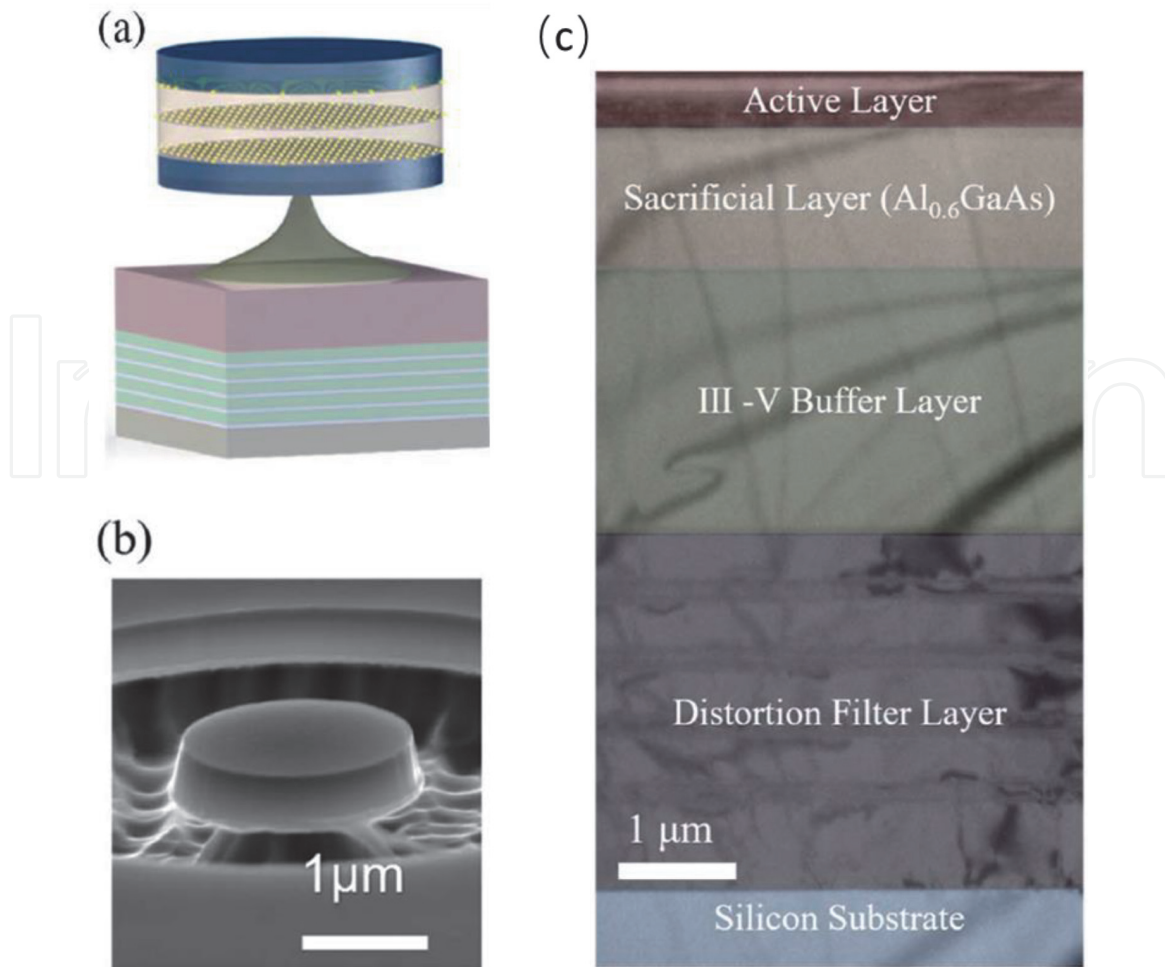 (a)
(b)
1μm
(c)
Active Layer
Sacrificial Layer (Al0.6GaAs)
III -V Buffer Layer
Distortion Filter Layer
1 μm
Silicon Substrate